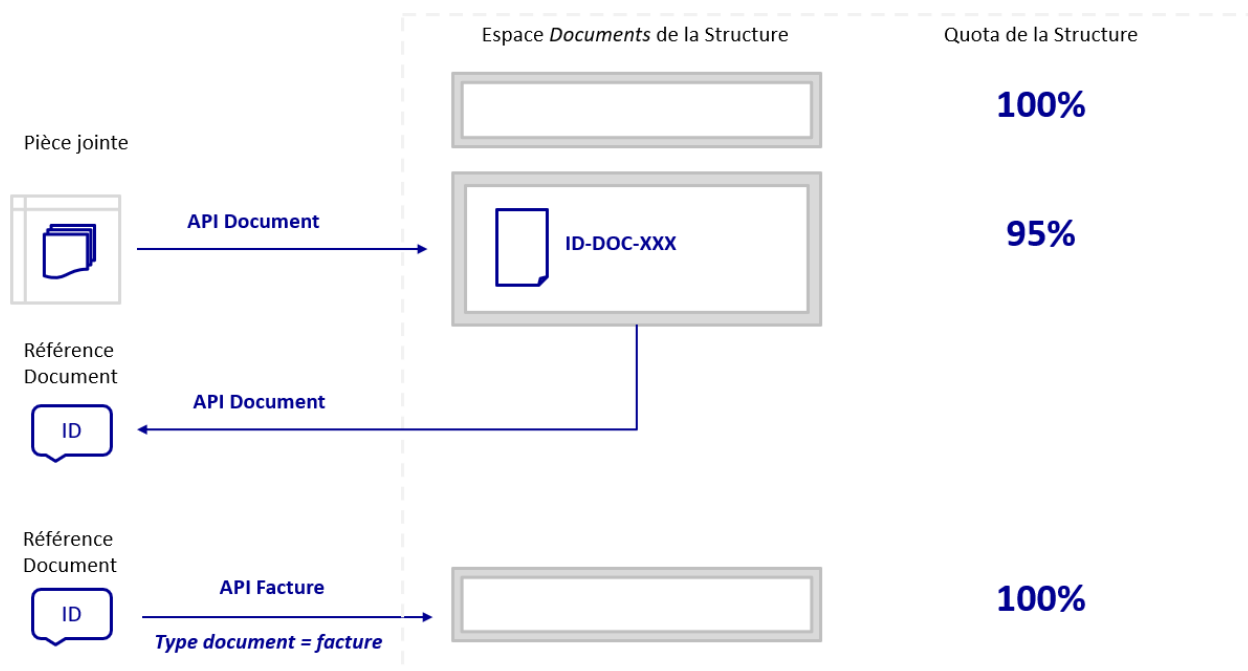 Espace Documents de la Structure
Quota de la Structure
100%
Pièce jointe
API Document
ID-DOC-XXX
95%
Référence
Document
API Document
ID
Référence
Document
API Facture
ID
Type document = facture
100%